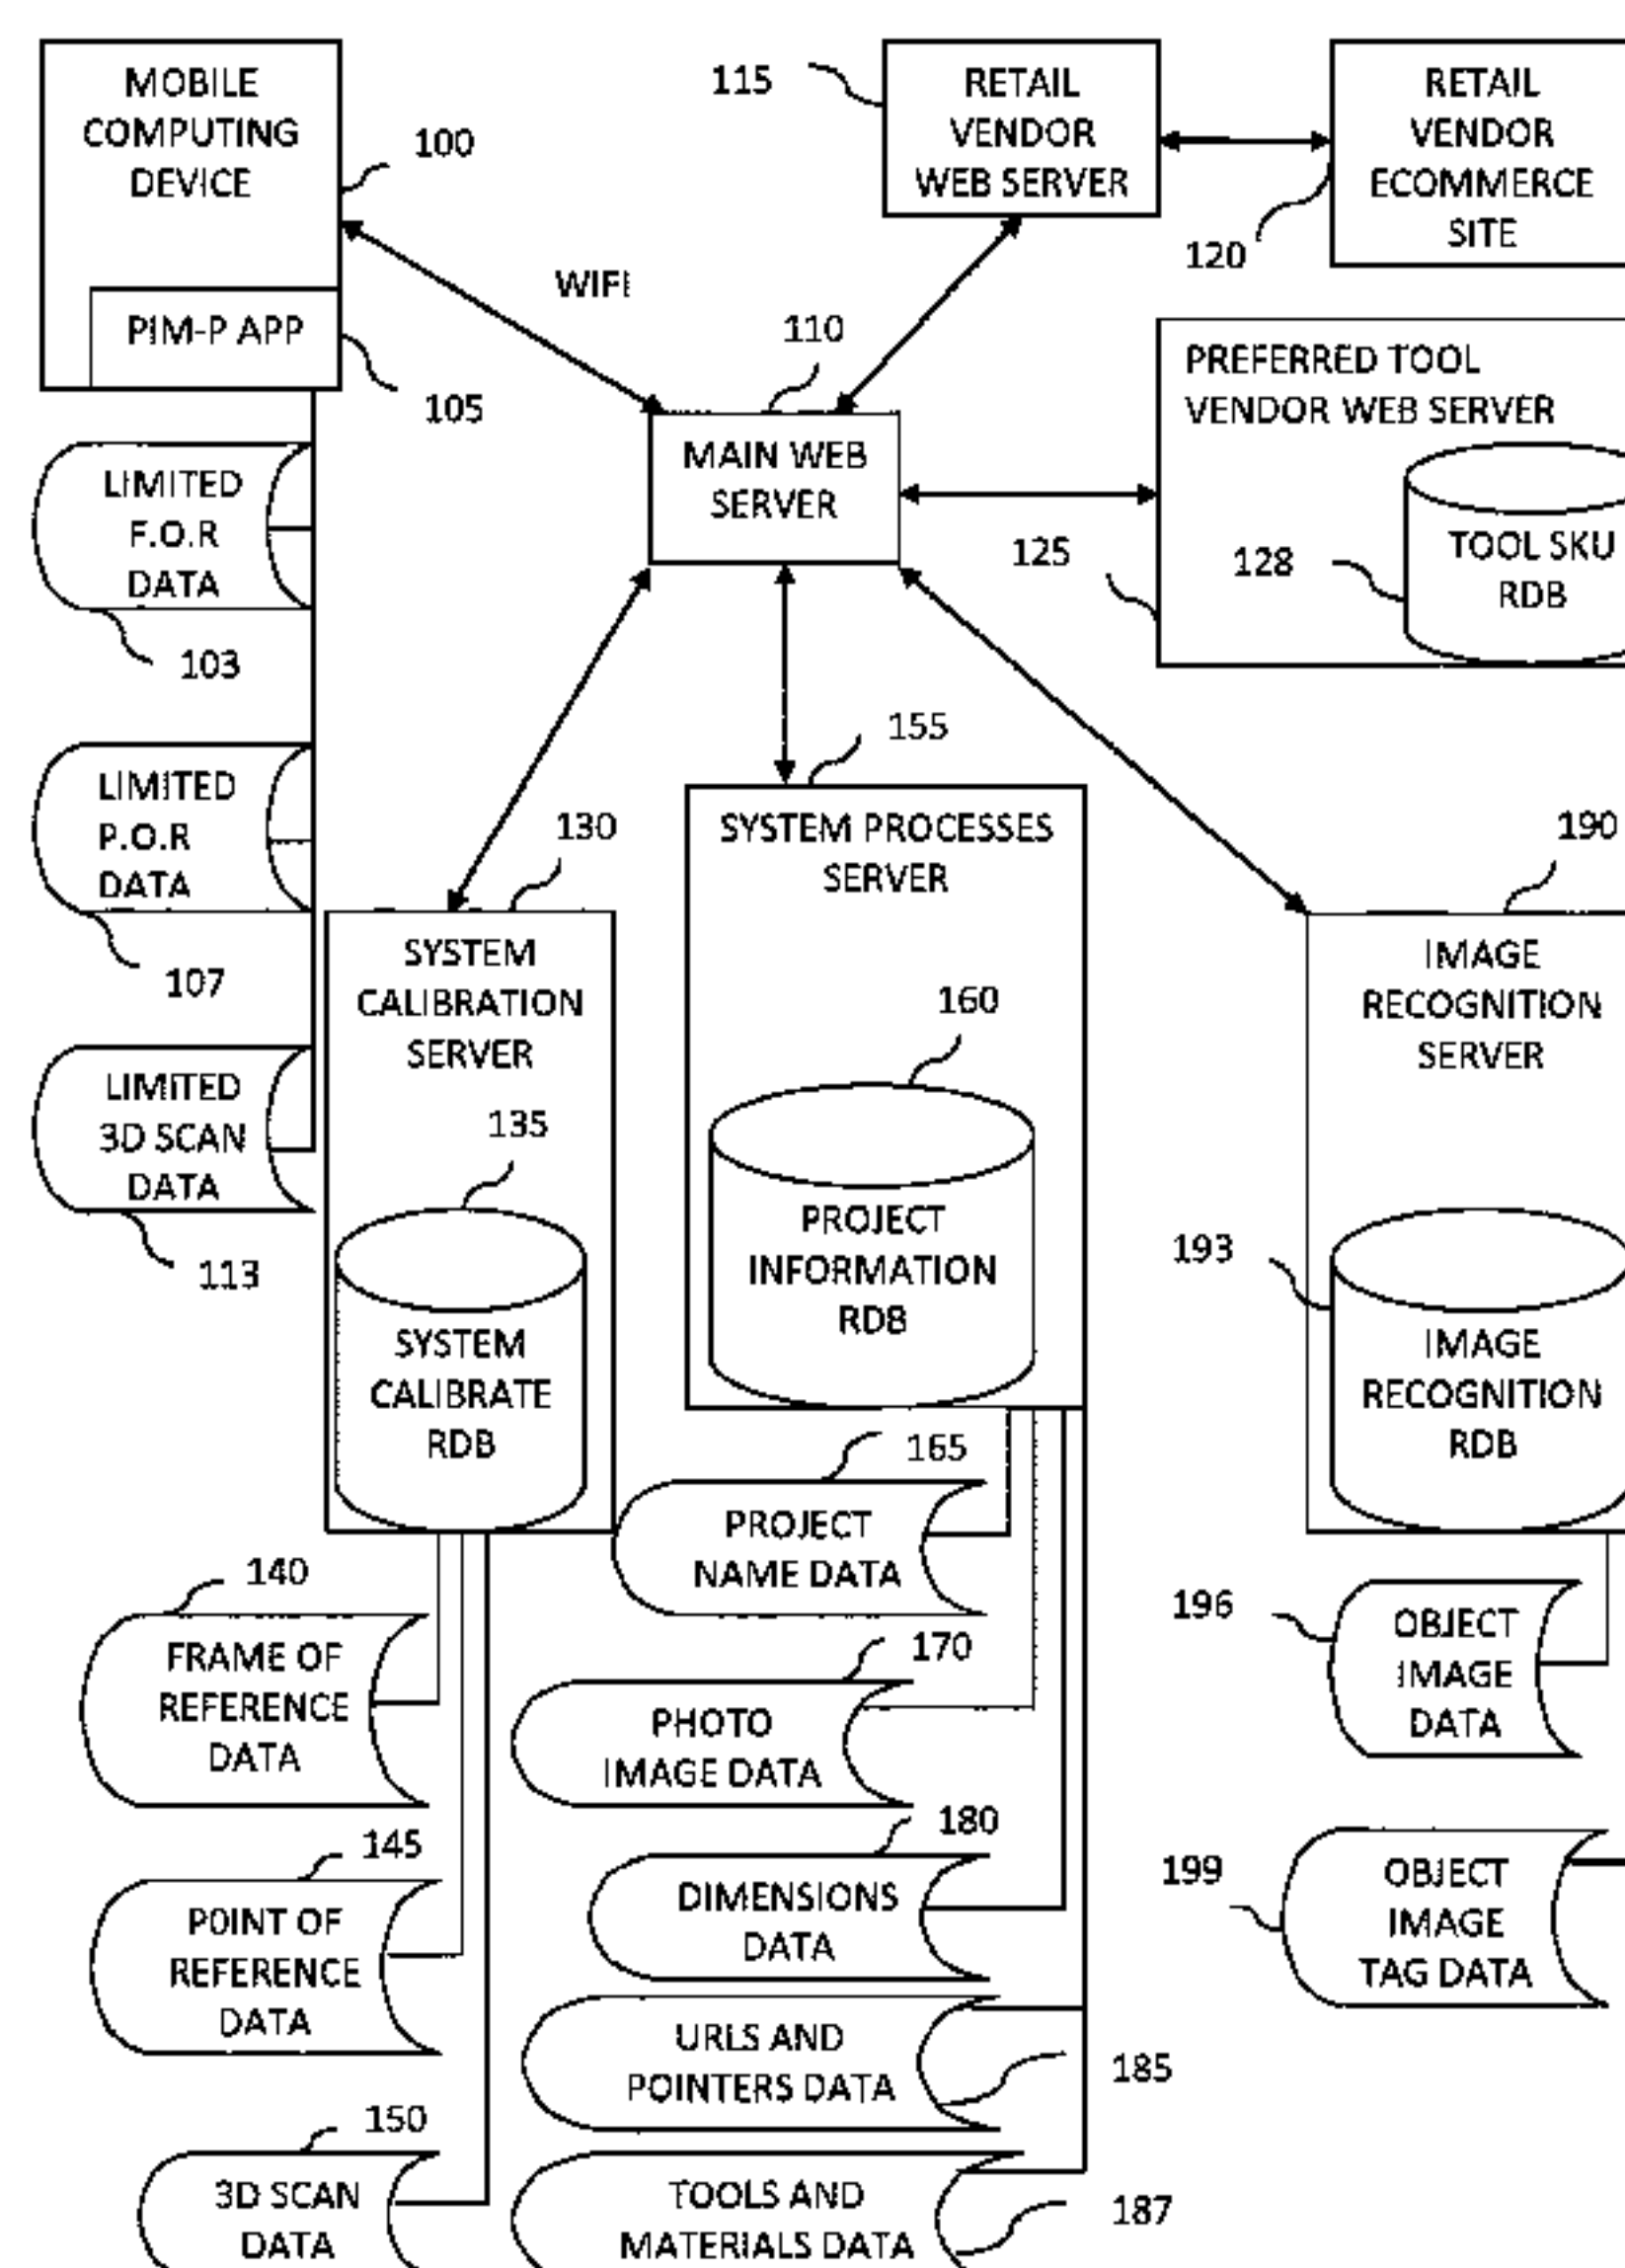 MOBILE
COMPUTING
DEVICE
100
PIM-P APP
105
WIFI
115
RETAIL
VENDOR
WEB SERVER
RETAIL
VENDOR
ECOMMERCE
SITE
120
110
MAIN WEB
SERVER
PREFERRED TOOL
VENDOR WEB SERVER
125
128
TOOL SKU
RDB
LIMITED
F.O.R
DATA
103
LIMITED
P.O.R
DATA
107
LIMITED
3D SCAN
DATA
113
130
SYSTEM
CALIBRATION
SERVER
135
SYSTEM
CALIBRATE
RDB
155
SYSTEM PROCESSES
SERVER
160
PROJECT
INFORMATION
RDB
190
IMAGE
RECOGNITION
SERVER
193
IMAGE
RECOGNITION
RDB
140
FRAME OF
REFERENCE
DATA
145
POINT OF
REFERENCE
DATA
150
3D SCAN
DATA
165
PROJECT
NAME DATA
170
PHOTO
IMAGE DATA
180
DIMENSIONS
DATA
URLS AND
POINTERS DATA
185
TOOLS AND
MATERIALS DATA
187
196
OBJECT
IMAGE
DATA
199
OBJECT
IMAGE
TAG DATA